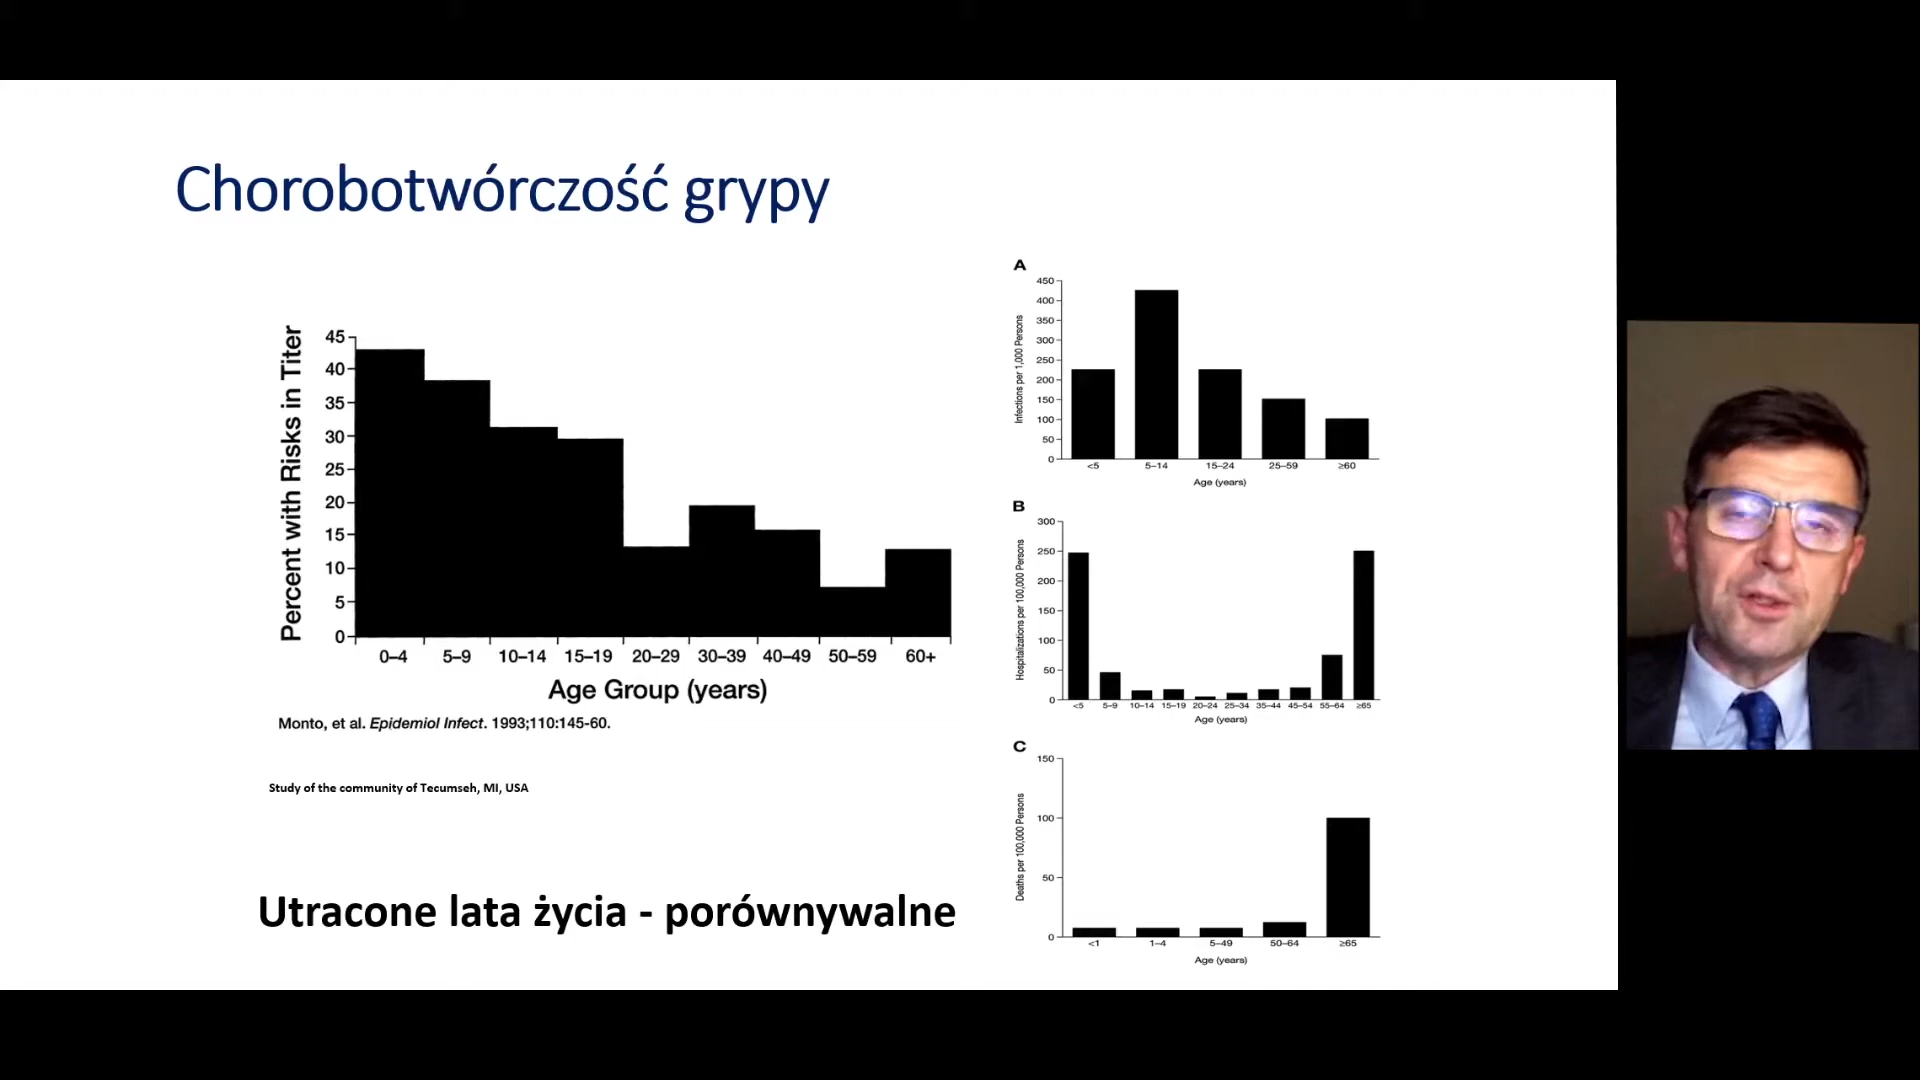 Chorobotwórczość grypy
Percent with Risks in Titer
45
40
35
30
25
20
15
10
5
0
0–4 5–9 10–14 15–19 20–29 30–39 40–49 50–59 60+
Age Group (years)
Monto, et al. Epidemiol Infect. 1993;110:145-60.
Study of the community of Tecumseh, MI, USA
Utracone lata życia - porównywalne
A
Infections per 1,000 Persons
450
400
350
300
250
200
150
100
50
0
<5 5–14 15–24 25–59 ≥60
Age (years)
B
Hospitalizations per 100,000 Persons
300
250
200
150
100
50
0
<5 5–9 10–14 15–19 20–24 25–34 35–44 45–54 55–64 ≥65
Age (years)
C
Deaths per 100,000 Persons
150
100
50
0
<1 1–4 5–49 50–64 ≥65
Age (years)